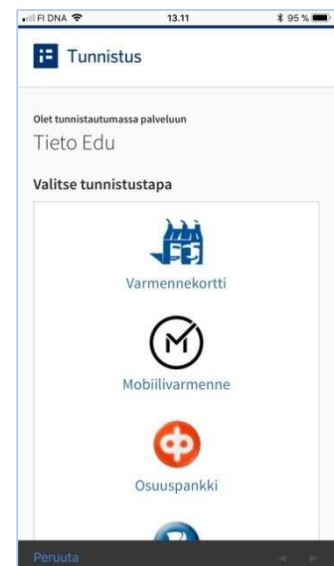 FI DNA 13.11 95 %
Tunnistus
Olet tunnistautumassa palveluun
Tieto Edu
Valitse tunnistustapa
Varmennekortti
Mobiilivarmenne
Osuuspankki
Peruuta